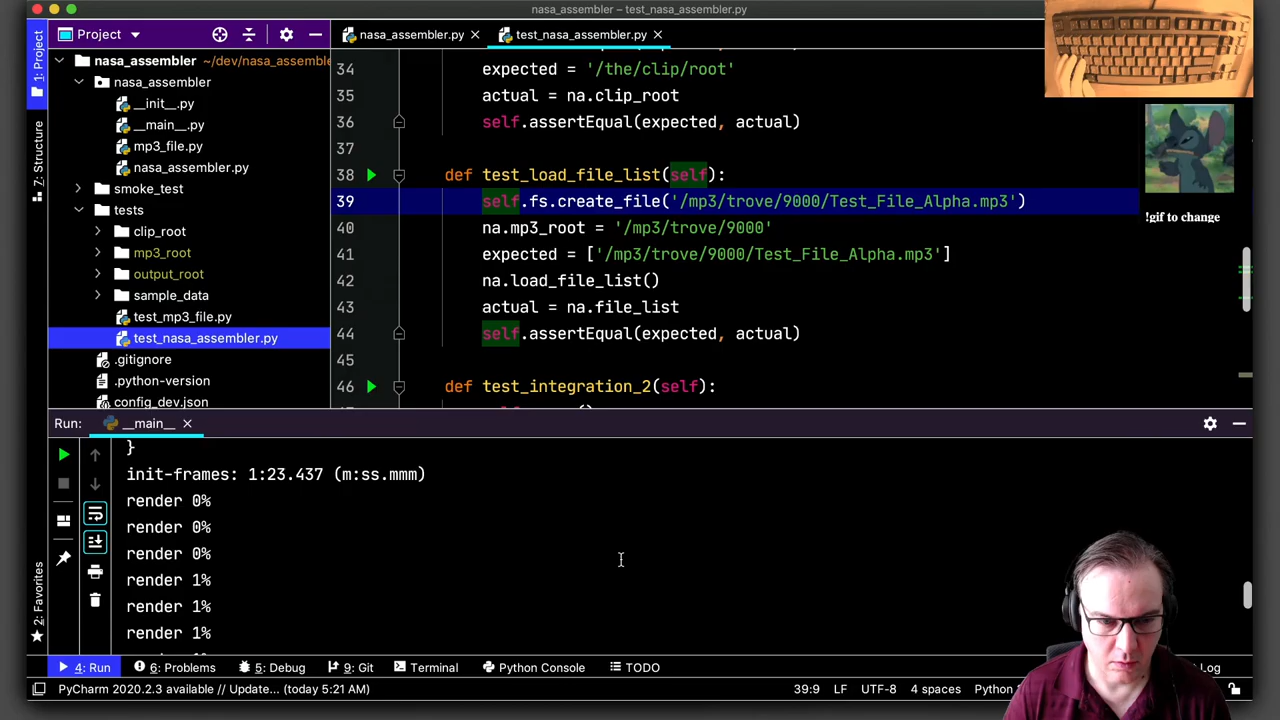 nasa_assembler – test_nasa_assembler.py
Project
nasa_assembler.py
test_nasa_assembler.py
1: Project
7: Structure
2: Favorites
nasa_assembler ~/dev/nasa_assemble
nasa_assembler
__init__.py
__main__.py
mp3_file.py
nasa_assembler.py
smoke_test
tests
clip_root
mp3_root
output_root
sample_data
test_mp3_file.py
test_nasa_assembler.py
.gitignore
.python-version
config_dev.json
34 expected = '/the/clip/root'
35 actual = na.clip_root
36 self.assertEqual(expected, actual)
37
38 def test_load_file_list(self):
39 self.fs.create_file('/mp3/trove/9000/Test_File_Alpha.mp3')
40 na.mp3_root = '/mp3/trove/9000'
41 expected = ['/mp3/trove/9000/Test_File_Alpha.mp3']
42 na.load_file_list()
43 actual = na.file_list
44 self.assertEqual(expected, actual)
45
46 def test_integration_2(self):
!gif to change
Run: __main__
}
init-frames: 1:23.437 (m:ss.mmm)
render 0%
render 0%
render 0%
render 1%
render 1%
render 1%
4: Run 6: Problems 5: Debug 9: Git Terminal Python Console TODO Log
PyCharm 2020.2.3 available // Update... (today 5:21 AM) 39:9 LF UTF-8 4 spaces Python